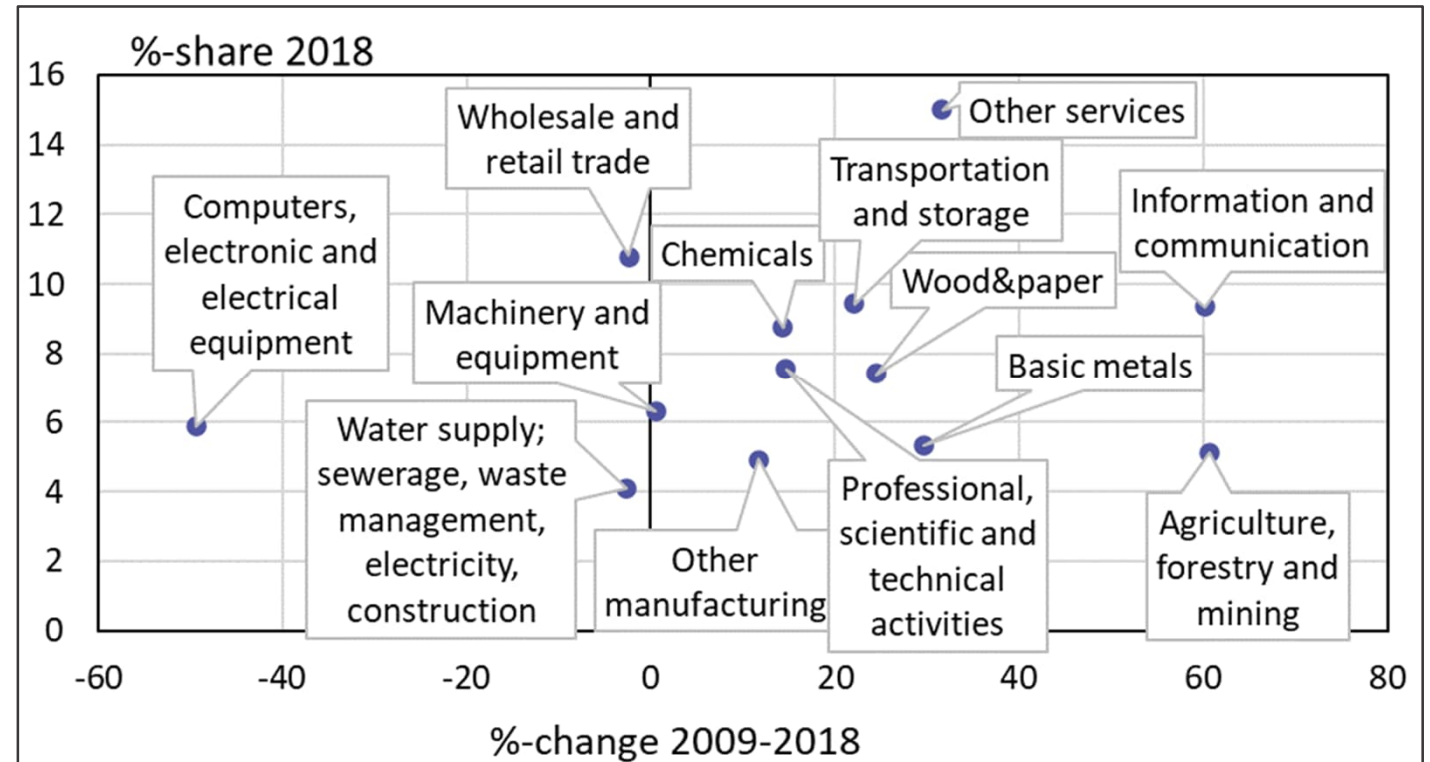 %-share 2018
16
14
12
10
8
6
4
2
0
Other services
Wholesale and
retail trade
Transportation
and storage
Information and
communication
Computers,
electronic and
electrical
equipment
Chemicals
Wood&paper
Machinery and
equipment
Basic metals
Water supply;
sewerage, waste
management,
electricity,
construction
Other
manufacturing
Professional,
scientific and
technical
activities
Agriculture,
forestry and
mining
-60 -40 -20 0 20 40 60 80
%-change 2009-2018